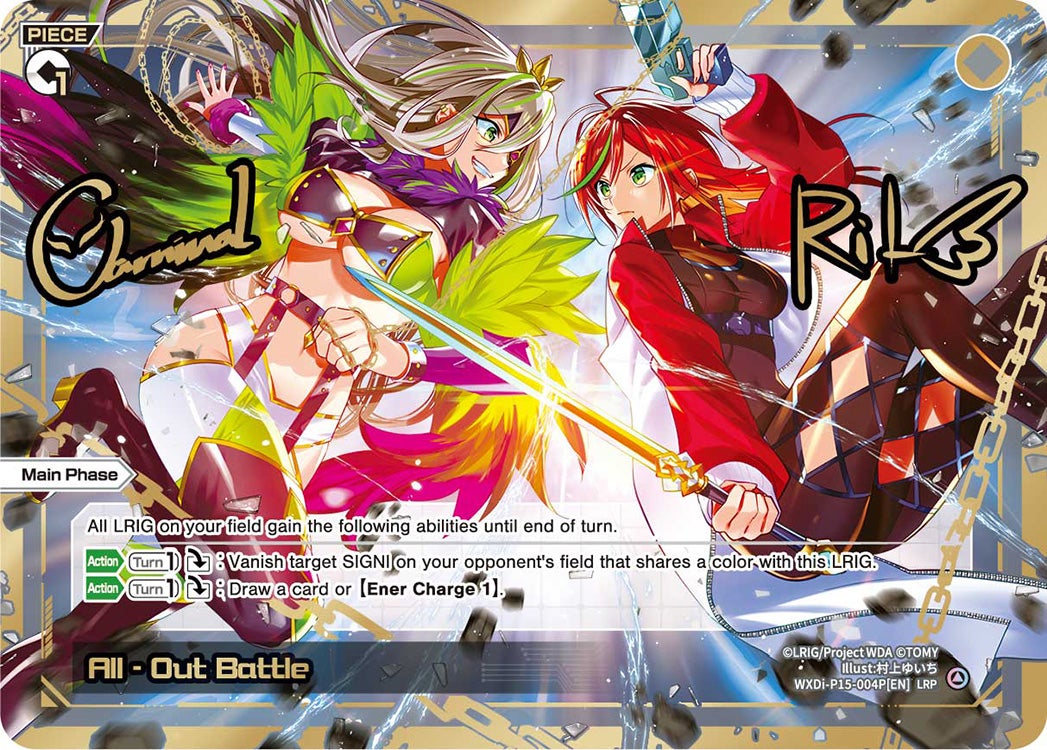 PIECE
1
Carnival
Ril
Main Phase
All LRIG on your field gain the following abilities until end of turn.
Action Turn 1 : Vanish target SIGNI on your opponent's field that shares a color with this LRIG.
Action Turn 1 : Draw a card or 【Ener Charge 1】.
All - Out Battle
©LRIG/Project WDA ©TOMY
Illust:村上ゆいち
WXDi-P15-004P[EN] LRP